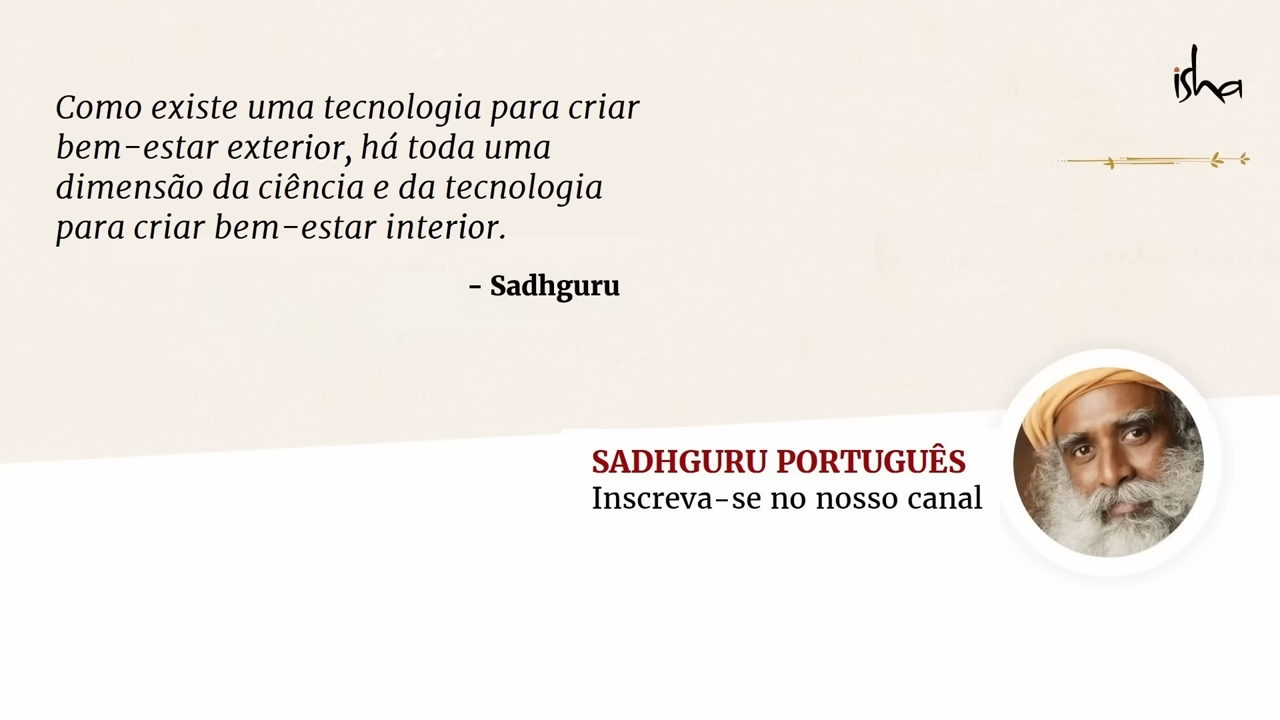 isha
Como existe uma tecnologia para criar
bem-estar exterior, há toda uma
dimensão da ciência e da tecnologia
para criar bem-estar interior.
- Sadhguru
SADHGURU PORTUGUÊS
Inscreva-se no nosso canal